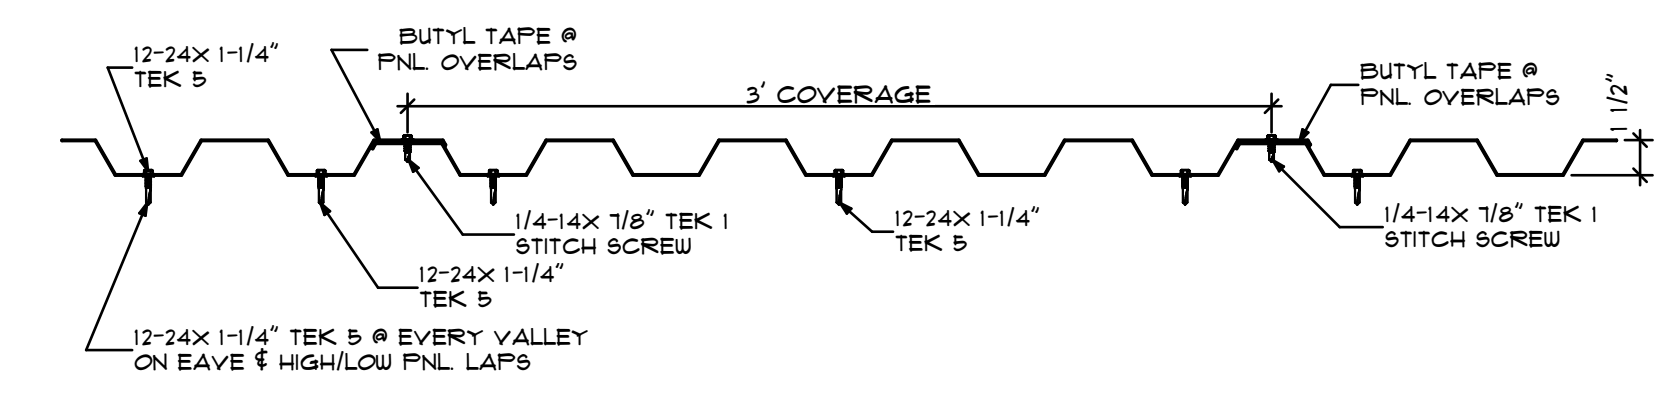 12-24X 1-1/4"
TEK 5
BUTYL TAPE @
PNL. OVERLAPS
3' COVERAGE
BUTYL TAPE @
PNL. OVERLAPS
1 1/2"
1/4-14X 7/8" TEK 1
STITCH SCREW
12-24X 1-1/4"
TEK 5
1/4-14X 7/8" TEK 1
STITCH SCREW
12-24X 1-1/4"
TEK 5
12-24X 1-1/4" TEK 5 @ EVERY VALLEY
ON EAVE & HIGH/LOW PNL. LAPS